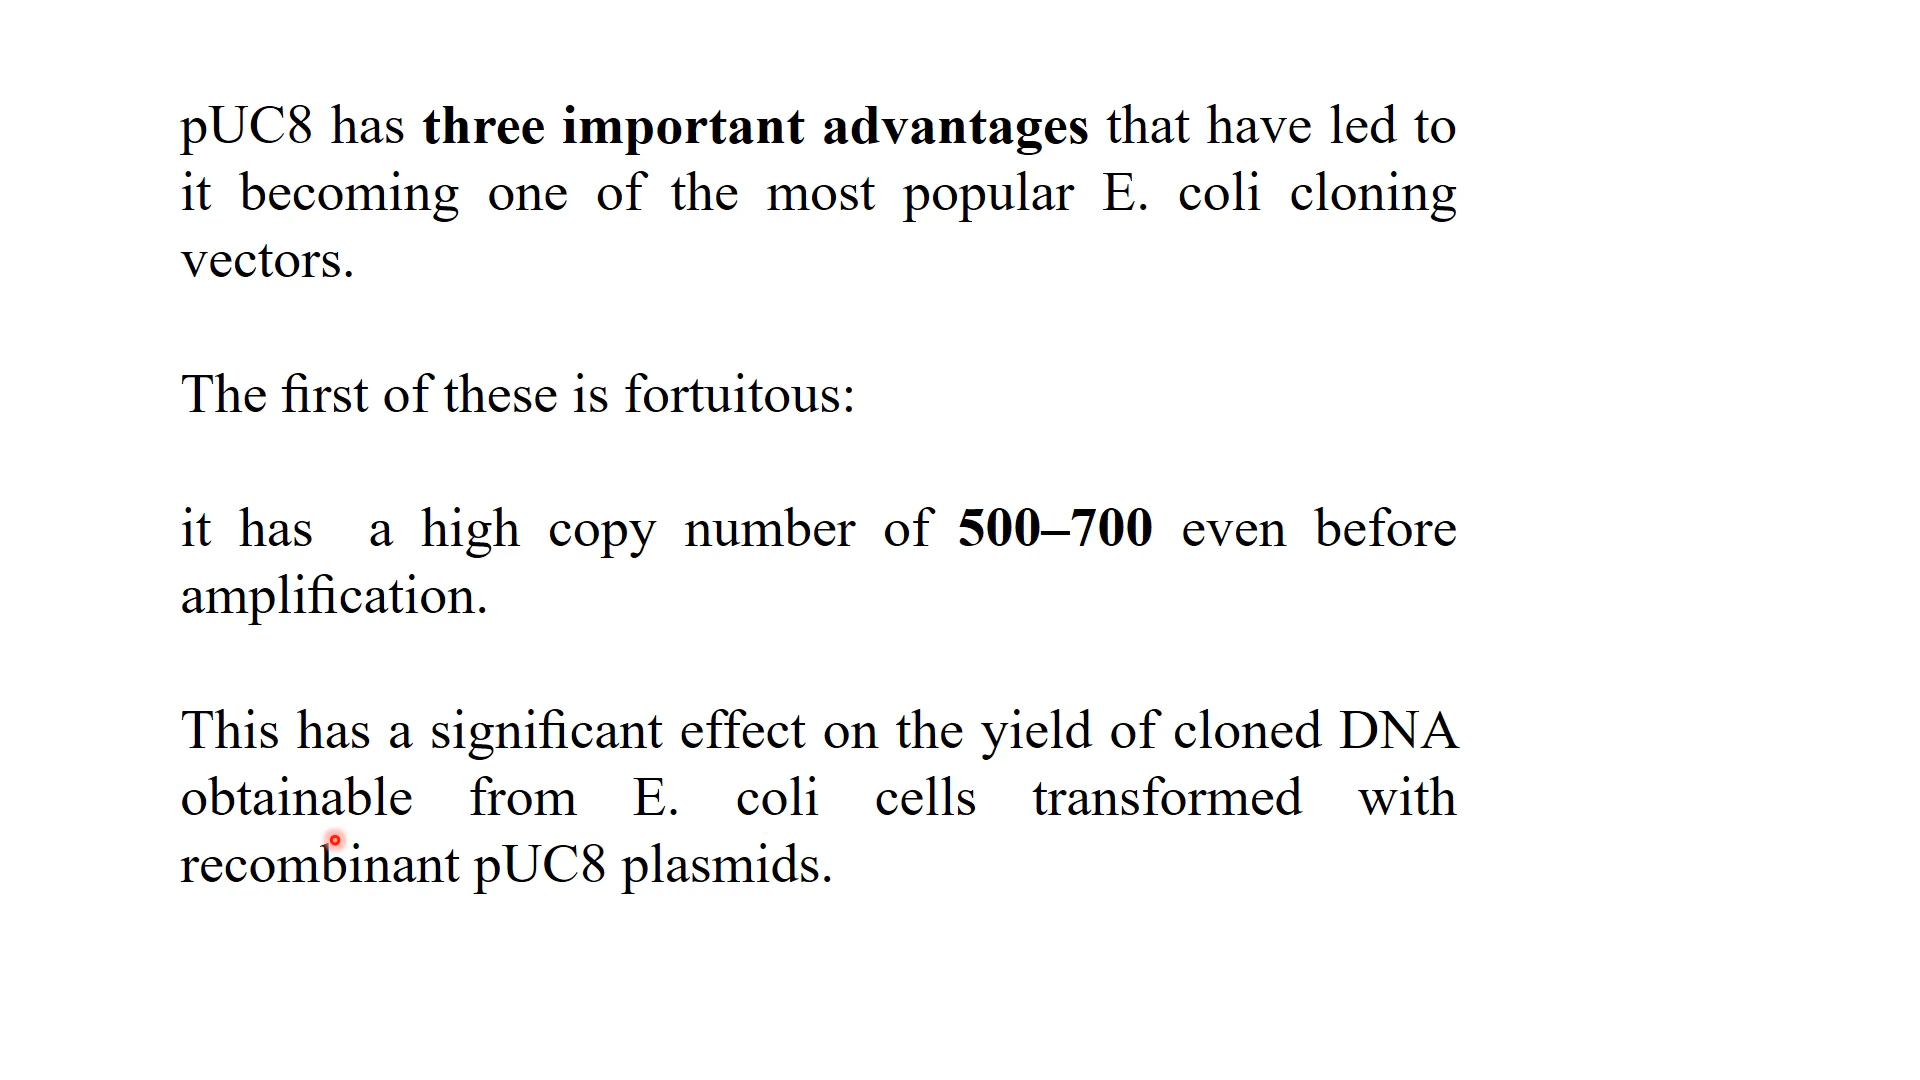 pUC8 has three important advantages that have led to
it becoming one of the most popular E. coli cloning
vectors.
The first of these is fortuitous:
it has a high copy number of 500–700 even before
amplification.
This has a significant effect on the yield of cloned DNA
obtainable from E. coli cells transformed with
recombinant pUC8 plasmids.